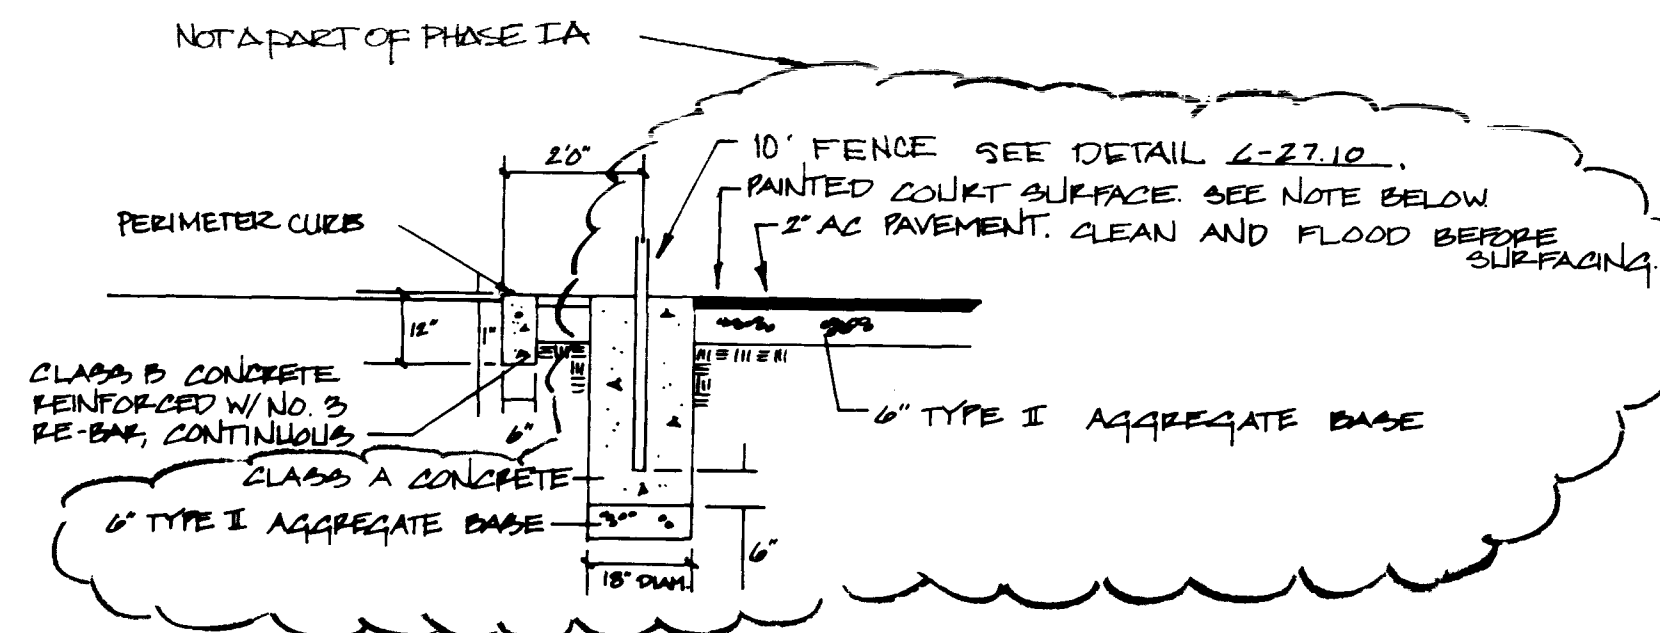 NOT A PART OF PHASE IA
10' FENCE SEE DETAIL L-27.10.
2'0"
PAINTED COURT SURFACE. SEE NOTE BELOW.
PERIMETER CURB
2" AC PAVEMENT. CLEAN AND FLOOD BEFORE
SURFACING.
12"
1"
CLASS B CONCRETE
REINFORCED W/ NO. 3
RE-BAR, CONTINUOUS
6"
6" TYPE II AGGREGATE BASE
CLASS A CONCRETE
6" TYPE II AGGREGATE BASE
6"
18" DIAM.